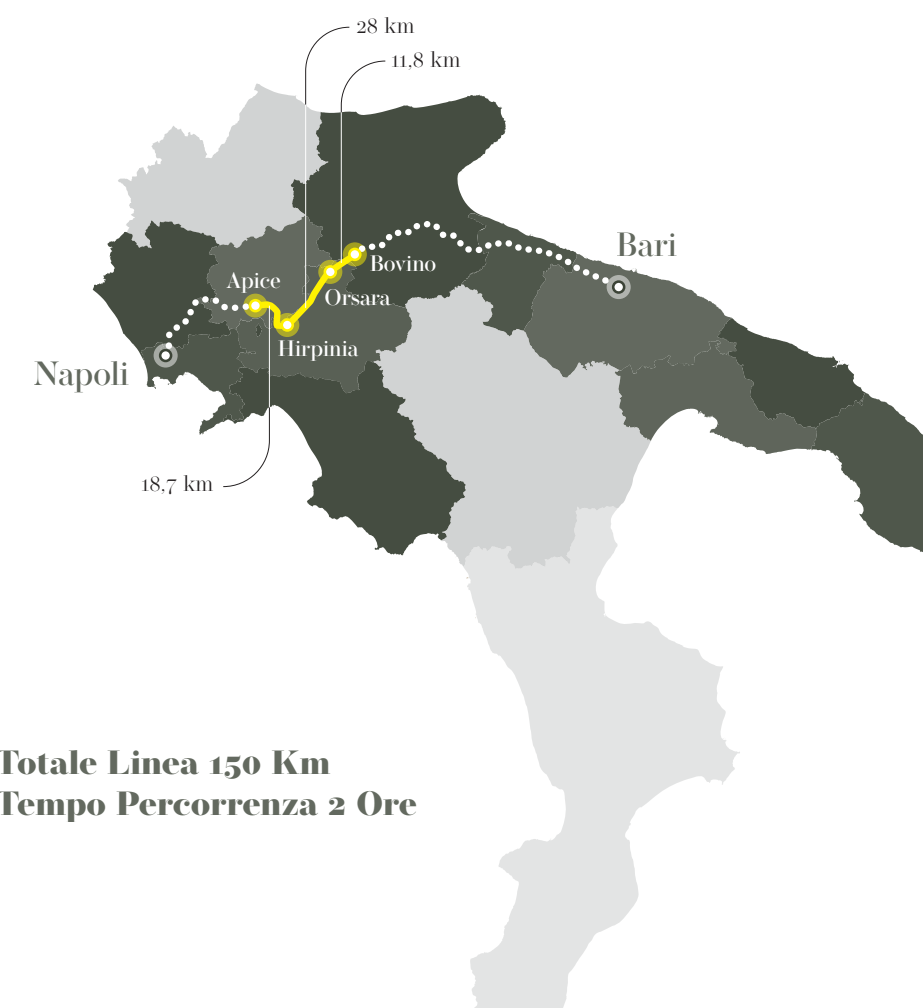 28 km
11,8 km
Bari
Bovino
Apice
Orsara
Hirpinia
Napoli
18,7 km
Totale Linea 150 Km
Tempo Percorrenza 2 Ore